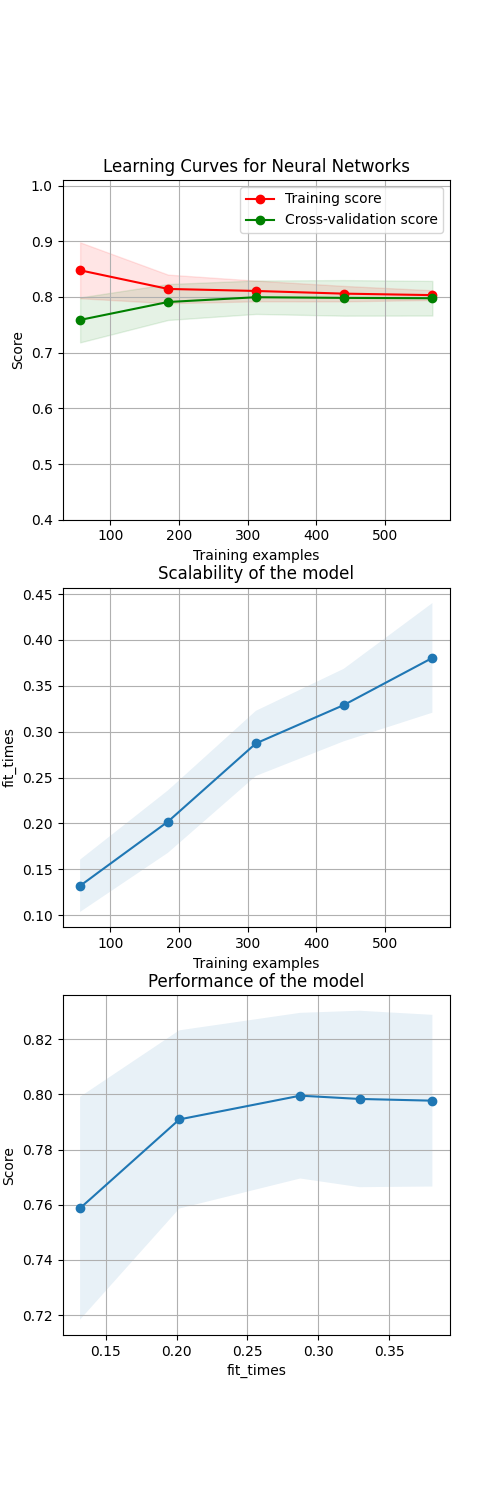 Learning Curves for Neural Networks
1.0
0.9
0.8
0.7
0.6
0.5
0.4
Score
Training score
Cross-validation score
100 200 300 400 500
Training examples
Scalability of the model
0.45
0.40
0.35
0.30
0.25
0.20
0.15
0.10
fit_times
100 200 300 400 500
Training examples
Performance of the model
0.82
0.80
0.78
0.76
0.74
0.72
Score
0.15 0.20 0.25 0.30 0.35
fit_times